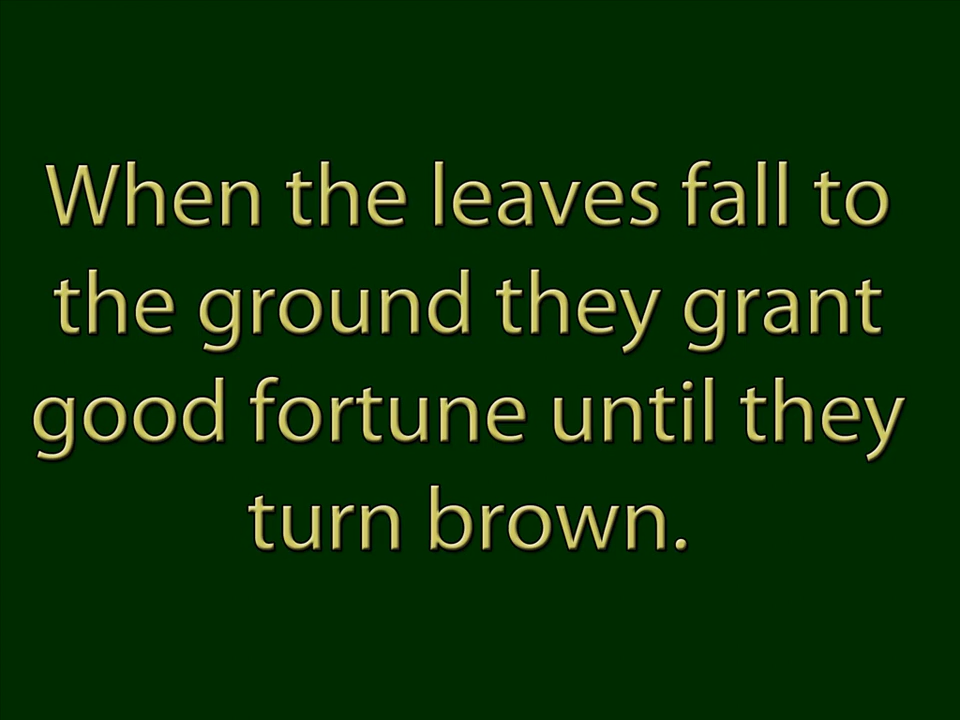 When the leaves fall to
the ground they grant
good fortune until they
turn brown.